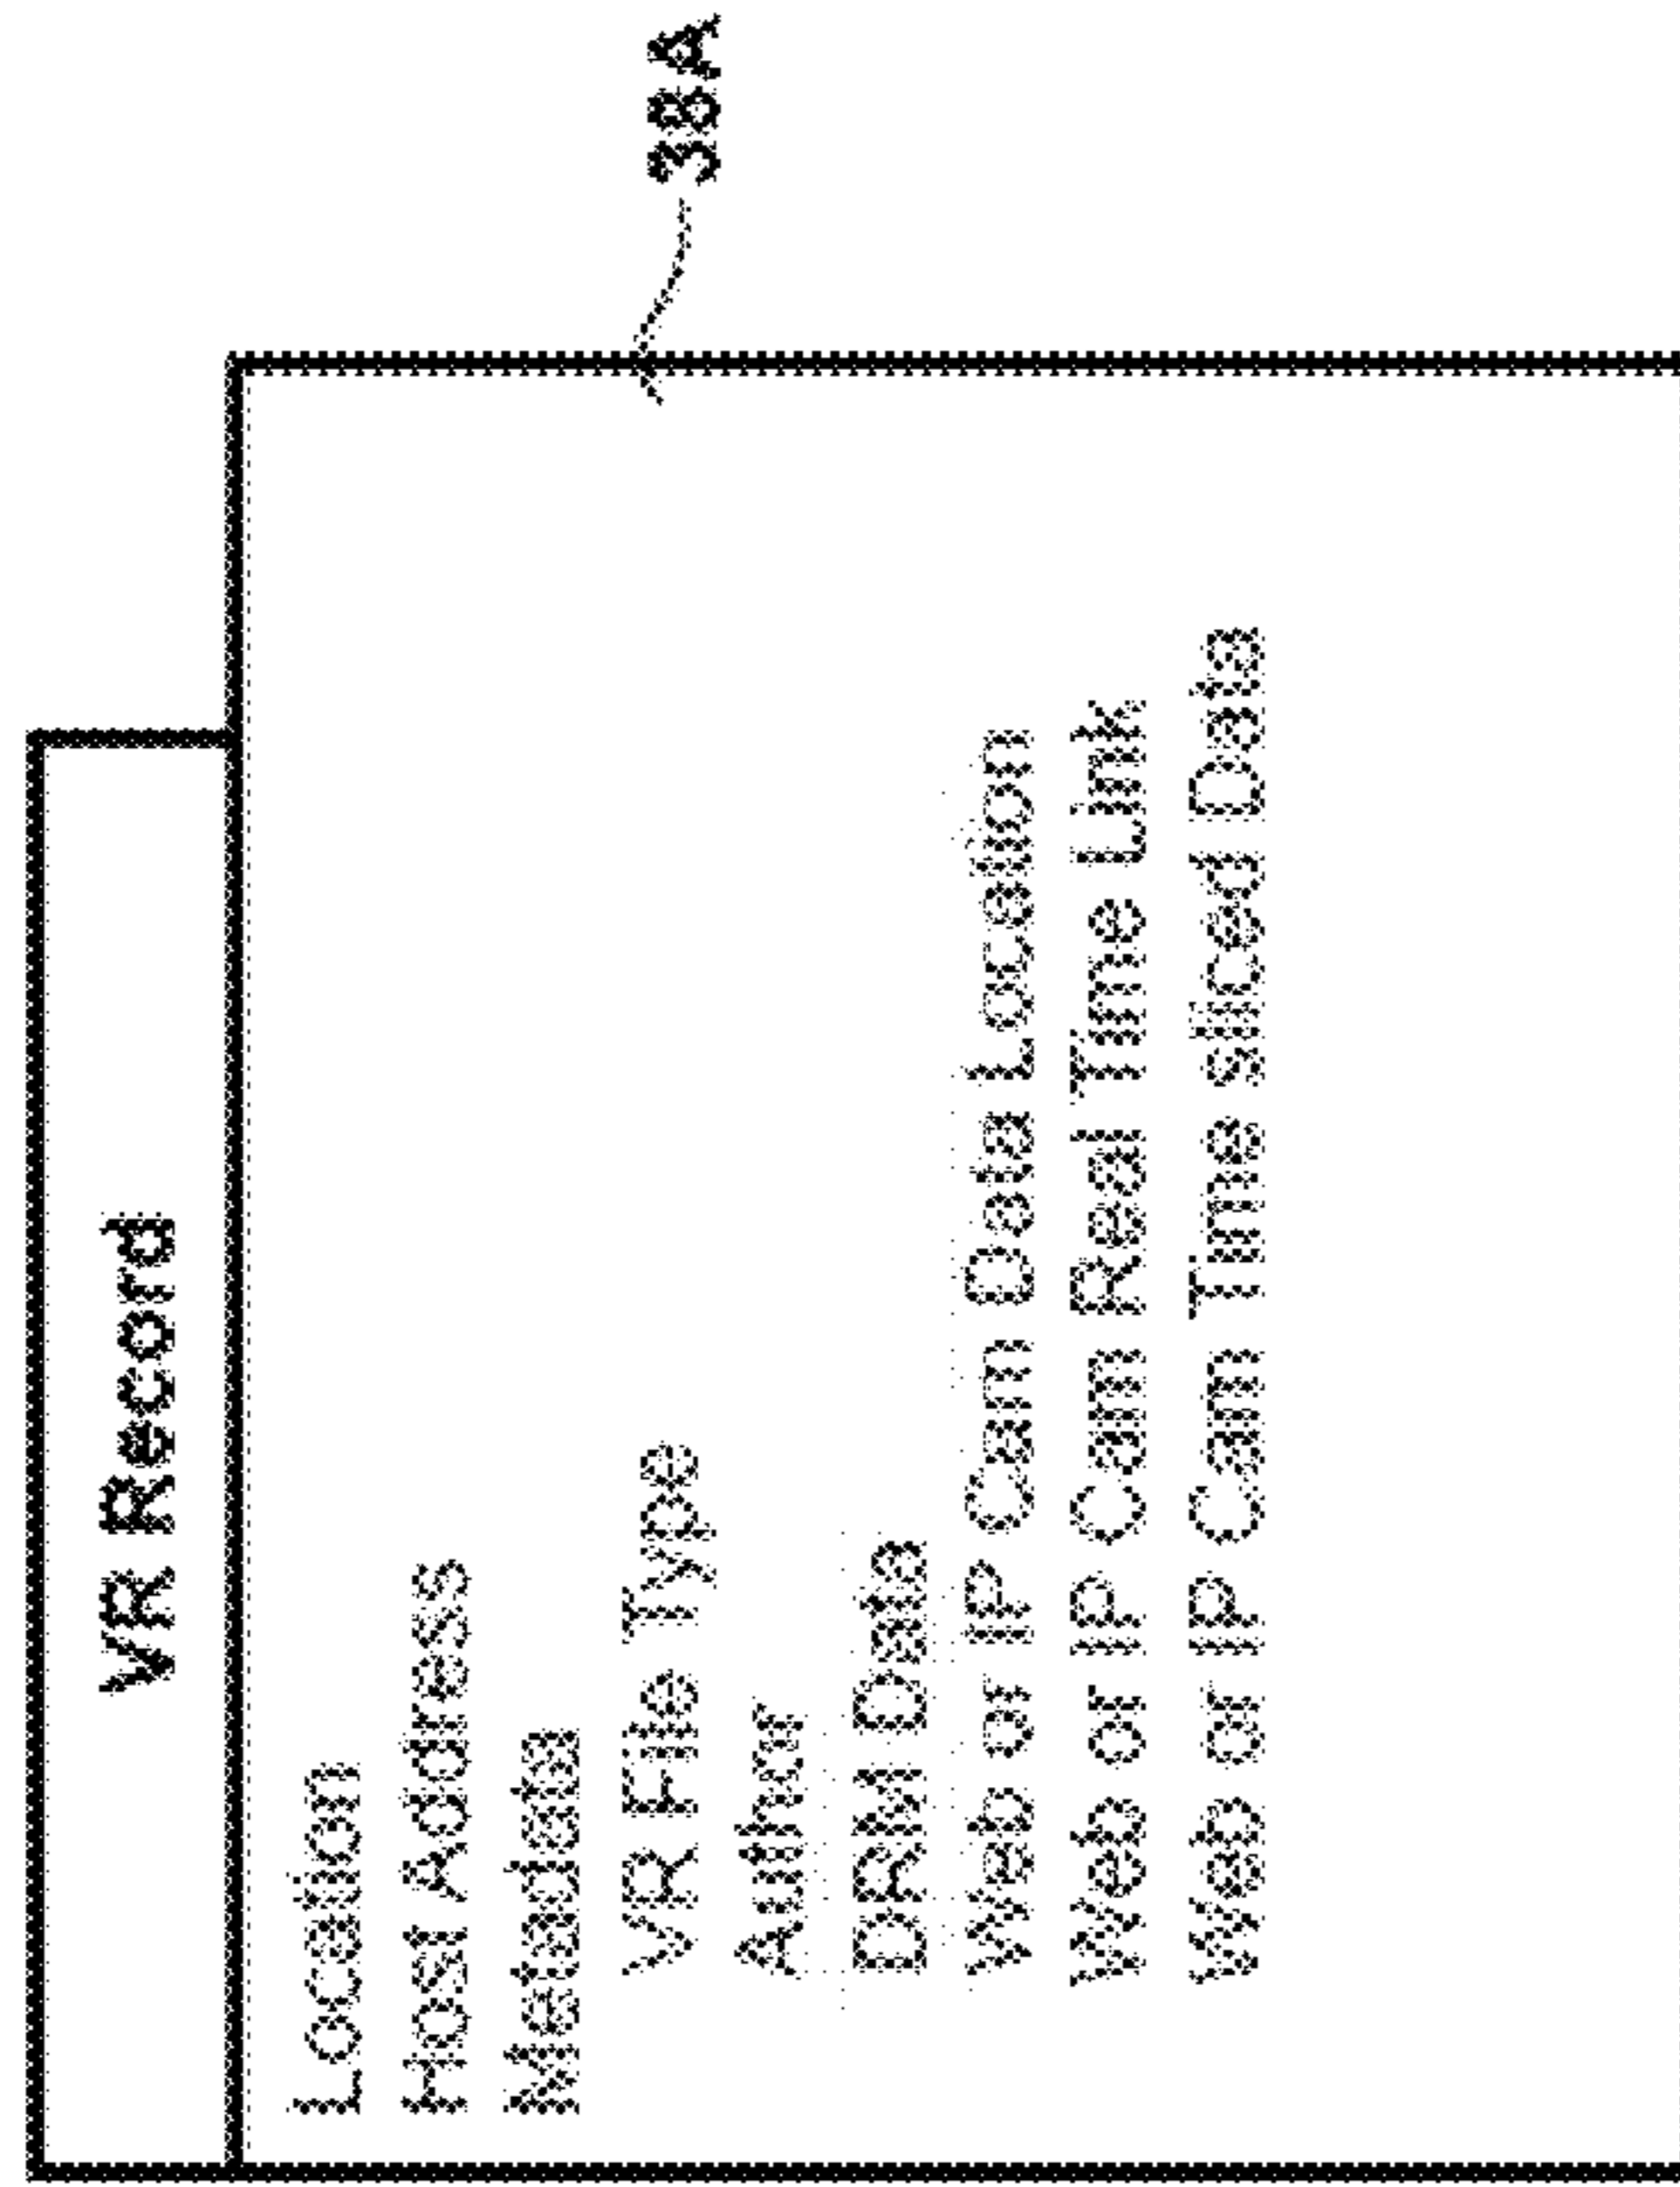 VR Record
38A
Location
Host Address
Metadata
VR File Type
Author
DRM Data
Web or IP Cam Data Location
Web or IP Cam Real Time Link
Web or IP Cam Time sliced Data